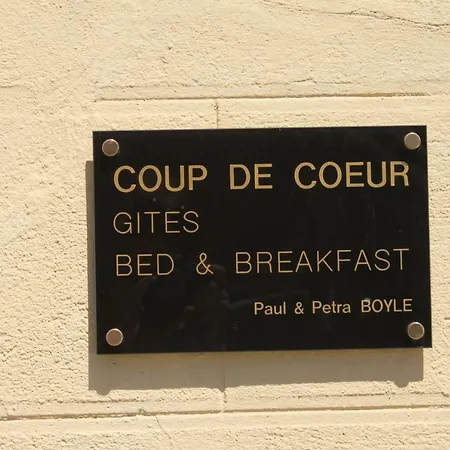 COUP DE COEUR
GITES
BED & BREAKFAST
Paul & Petra BOYLE